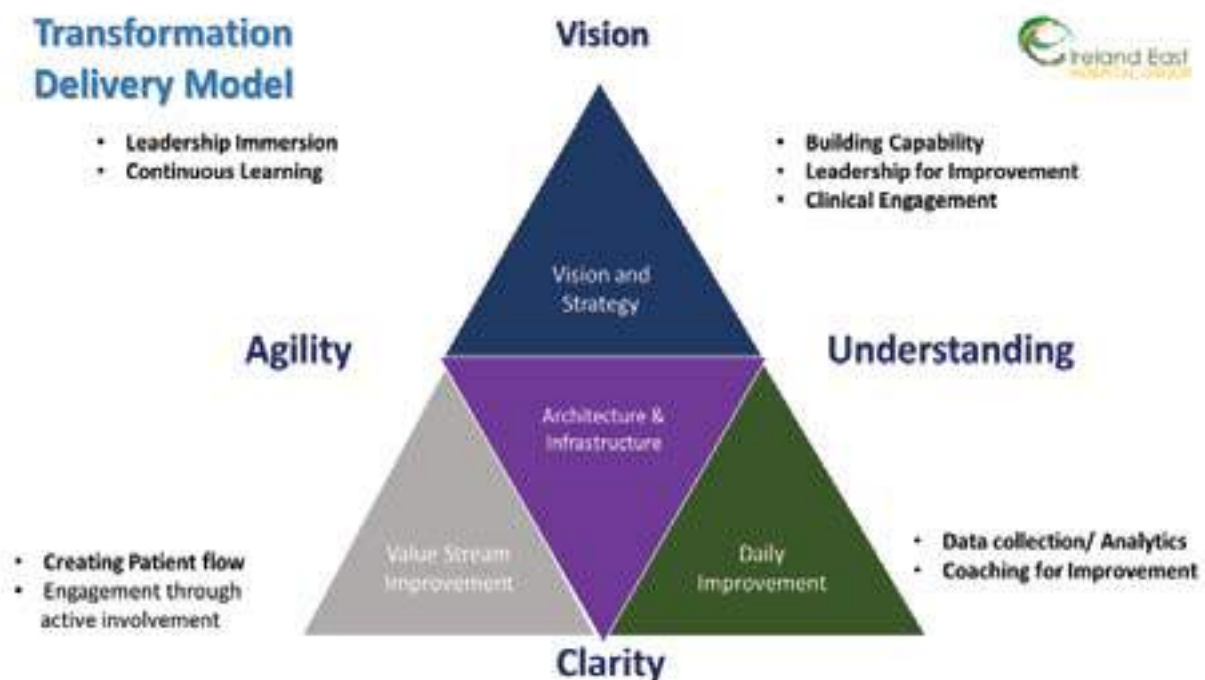 Transformation
Delivery Model
Vision
Ireland East
HOSPITAL GROUP
• Leadership Immersion
• Continuous Learning
• Building Capability
• Leadership for Improvement
• Clinical Engagement
Vision and
Strategy
Agility
Understanding
Architecture &
Infrastructure
Value Stream
Improvement
Daily
Improvement
• Creating Patient flow
• Engagement through
active involvement
• Data collection/ Analytics
• Coaching for Improvement
Clarity